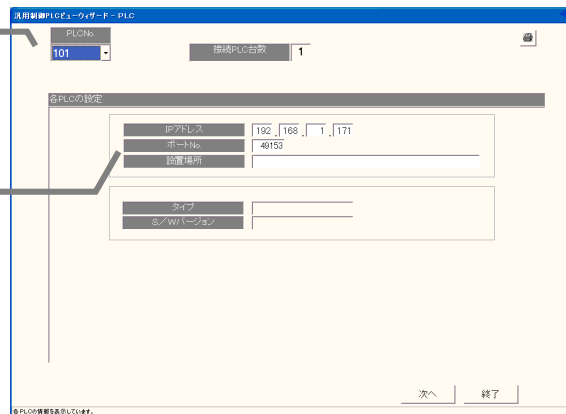 汎用制御PLCビューウィザード - PLC
PLCNo.
101
接続PLC台数 1
各PLCの設定
IPアドレス 192 . 168 . 1 . 171
ポートNo. 49153
設置場所
タイプ
S/Wバージョン
次へ 終了
各PLCの情報を表示しています。